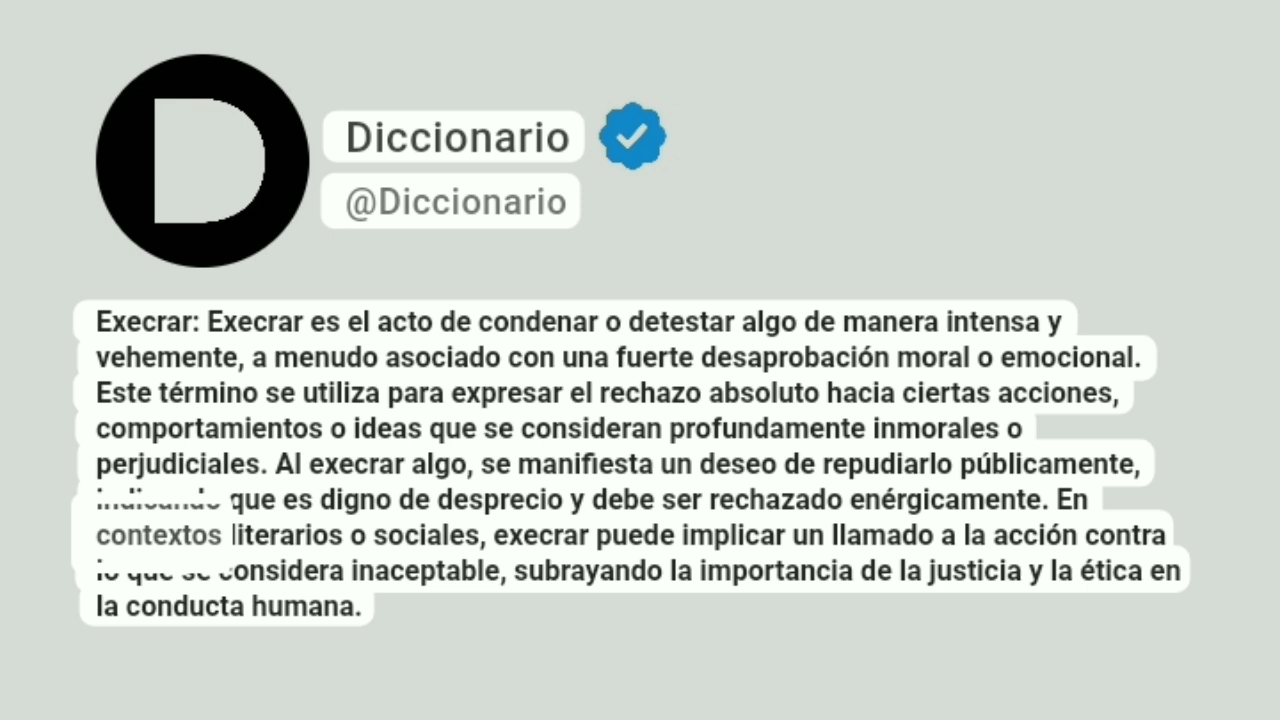 D
Diccionario
@Diccionario
Execrar: Execrar es el acto de condenar o detestar algo de manera intensa y
vehemente, a menudo asociado con una fuerte desaprobación moral o emocional.
Este término se utiliza para expresar el rechazo absoluto hacia ciertas acciones,
comportamientos o ideas que se consideran profundamente inmorales o
perjudiciales. Al execrar algo, se manifiesta un deseo de repudiarlo públicamente,
indicando que es digno de desprecio y debe ser rechazado enérgicamente. En
contextos literarios o sociales, execrar puede implicar un llamado a la acción contra
lo que se considera inaceptable, subrayando la importancia de la justicia y la ética en
la conducta humana.